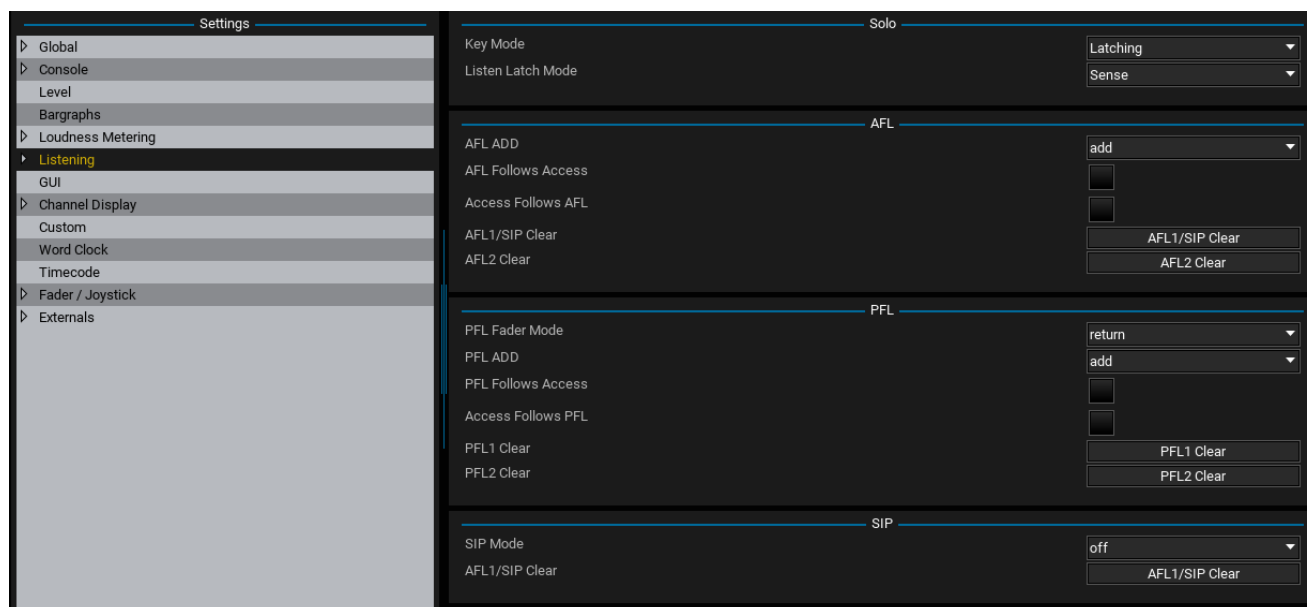 Settings
Global
Console
Level
Bargraphs
Loudness Metering
Listening
GUI
Channel Display
Custom
Word Clock
Timecode
Fader / Joystick
Externals
Solo
Key Mode Latching
Listen Latch Mode Sense
AFL
AFL ADD add
AFL Follows Access
Access Follows AFL
AFL1/SIP Clear AFL1/SIP Clear
AFL2 Clear AFL2 Clear
PFL
PFL Fader Mode return
PFL ADD add
PFL Follows Access
Access Follows PFL
PFL1 Clear PFL1 Clear
PFL2 Clear PFL2 Clear
SIP
SIP Mode off
AFL1/SIP Clear AFL1/SIP Clear